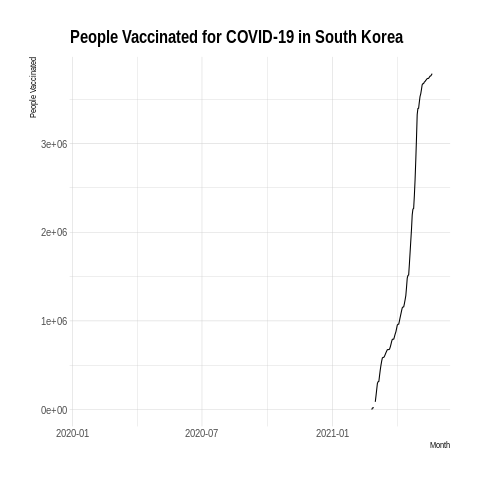 People Vaccinated for COVID-19 in South Korea
People Vaccinated
3e+06
2e+06
1e+06
0e+00
2020-01 2020-07 2021-01
Month